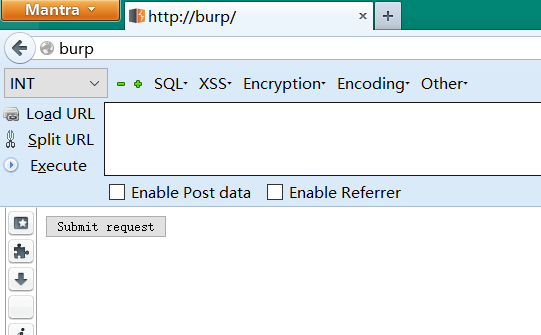 Mantra
http://burp/
burp
INT SQL XSS Encryption Encoding Other
Load URL
Split URL
Execute
Enable Post data Enable Referrer
Submit request